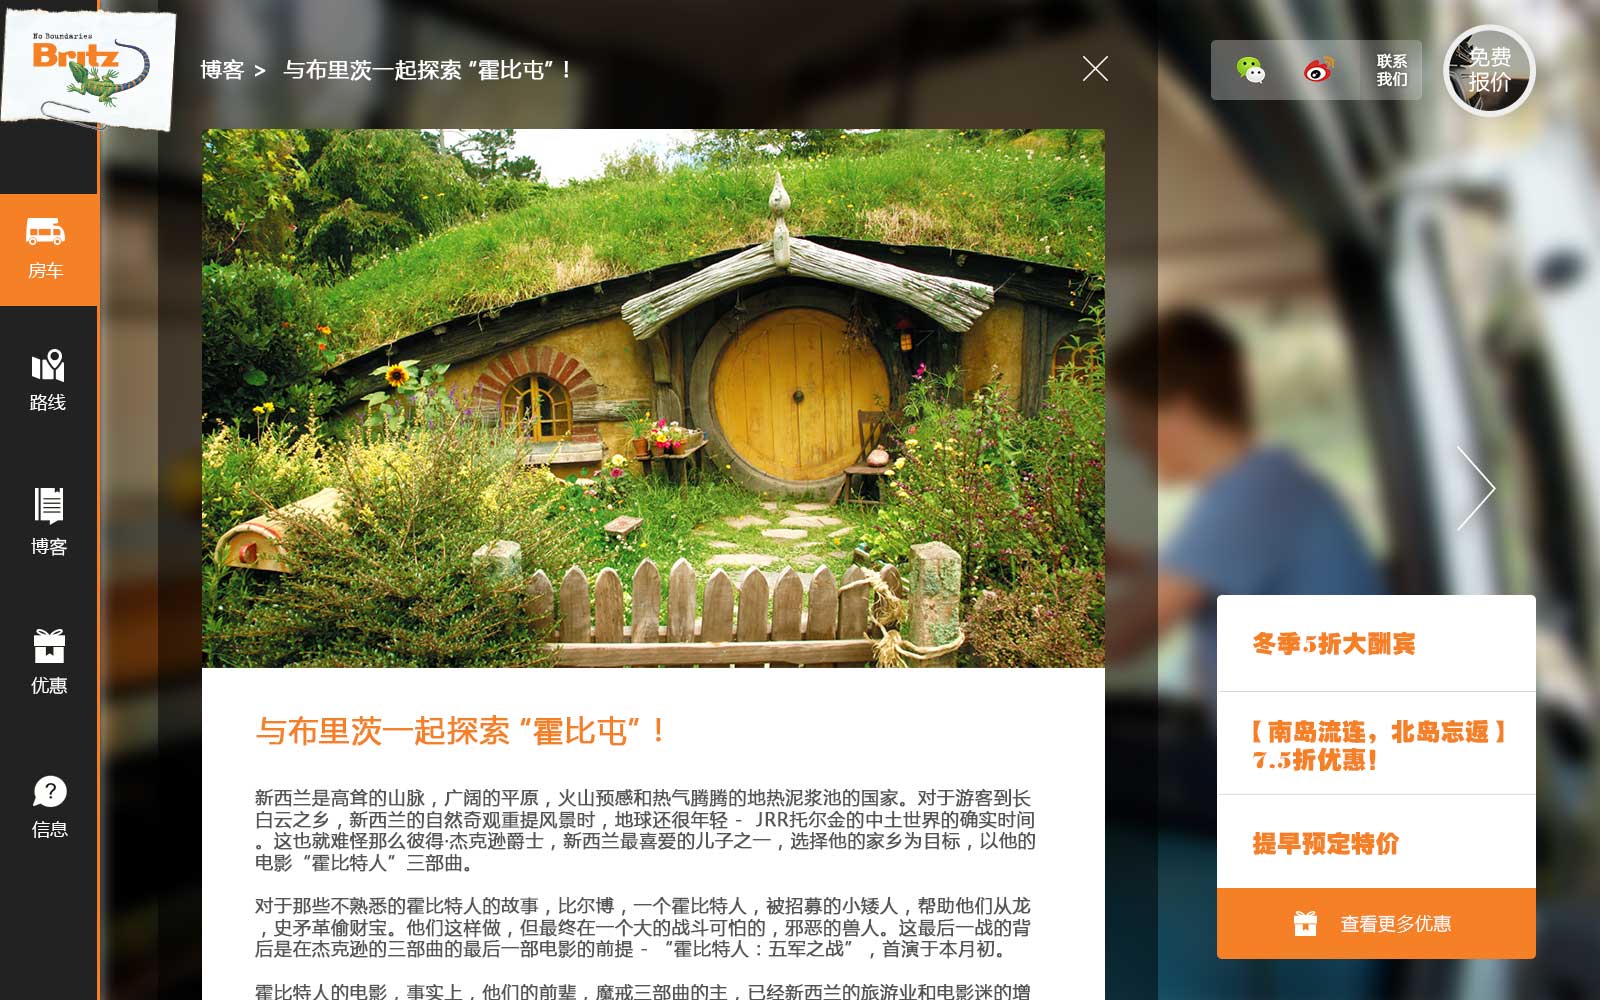 No Boundaries
Britz
博客 > 与布里茨一起探索 “霍比屯” !
联系
我们
免费
报价
房车
路线
博客
优惠
信息
与布里茨一起探索 “霍比屯” !
新西兰是高耸的山脉，广阔的平原，火山预感和热气腾腾的地热泥浆池的国家。对于游客到长
白云之乡，新西兰的自然奇观重提风景时，地球还很年轻 - JRR托尔金的中土世界的确实时间
。这也就难怪那么彼得·杰克逊爵士，新西兰最喜爱的儿子之一，选择他的家乡为目标，以他的
电影“霍比特人”三部曲。
对于那些不熟悉的霍比特人的故事，比尔博，一个霍比特人，被招募的小矮人，帮助他们从龙
，史矛革偷财宝。他们这样做，但最终在一个大的战斗可怕的，邪恶的兽人。这最后一战的背
后是在杰克逊的三部曲的最后一部电影的前提 - “霍比特人：五军之战” ，首演于本月初。
霍比特人的电影，事实上，他们的前辈，魔戒三部曲的主，已经新西兰的旅游业和电影迷的增
冬季5折大酬宾
【南岛流连，北岛忘返】
7.5折优惠!
提早预定特价
查看更多优惠